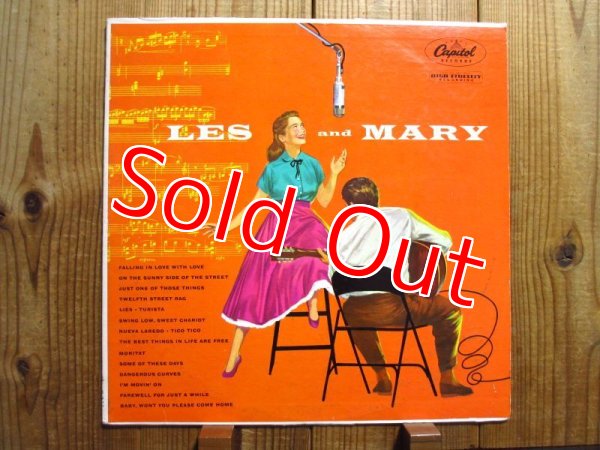 Capitol
RECORDS
HIGH FIDELITY
RECORDING
LES and MARY
Sold Out
FALLING IN LOVE WITH LOVE
ON THE SUNNY SIDE OF THE STREET
JUST ONE OF THOSE THINGS
TWELFTH STREET RAG
LIES • TURISTA
SWING LOW, SWEET CHARIOT
NUEVA LAREDO • TICO TICO
THE BEST THINGS IN LIFE ARE FREE
MORITAT
SOME OF THESE DAYS
DANGEROUS CURVES
I'M MOVIN' ON
FAREWELL FOR JUST A WHILE
BABY, WON'T YOU PLEASE COME HOME